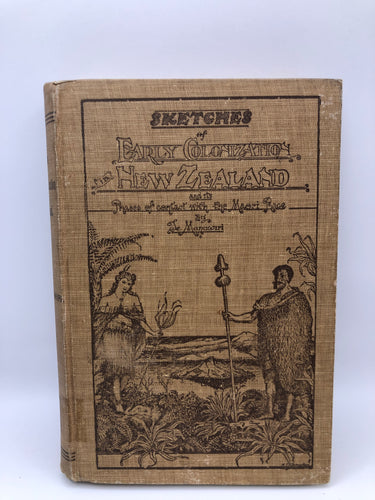 SKETCHES
of
EARLY COLONIZATION
in NEW ZEALAND
and its
Phases of contact with the Maori Race
By
Te Manuwiri